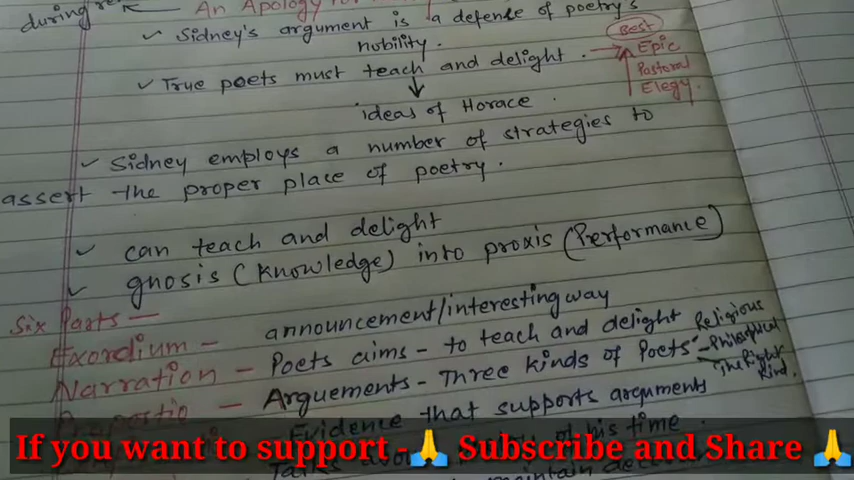 during re
An Apology for
✓ Sidney's argument is a defense of poetry's
nobility.
✓ True poets must teach and delight.
Best
Epic
Pastoral
Elegy.
ideas of Horace
✓ Sidney employs a number of strategies to
assert the proper place of poetry.
✓ can teach and delight
✓ gnosis (knowledge) into proxis (Performance)
Six Parts —
Exordium - announcement/interesting way
Narration - Poets aims - to teach and delight
— Arguements - Three kinds of Poets
Religious
Philosophical
The Right
Kind.
Evidence that supports arguments
of his time.
If you want to support -🙏 Subscribe and Share 🙏